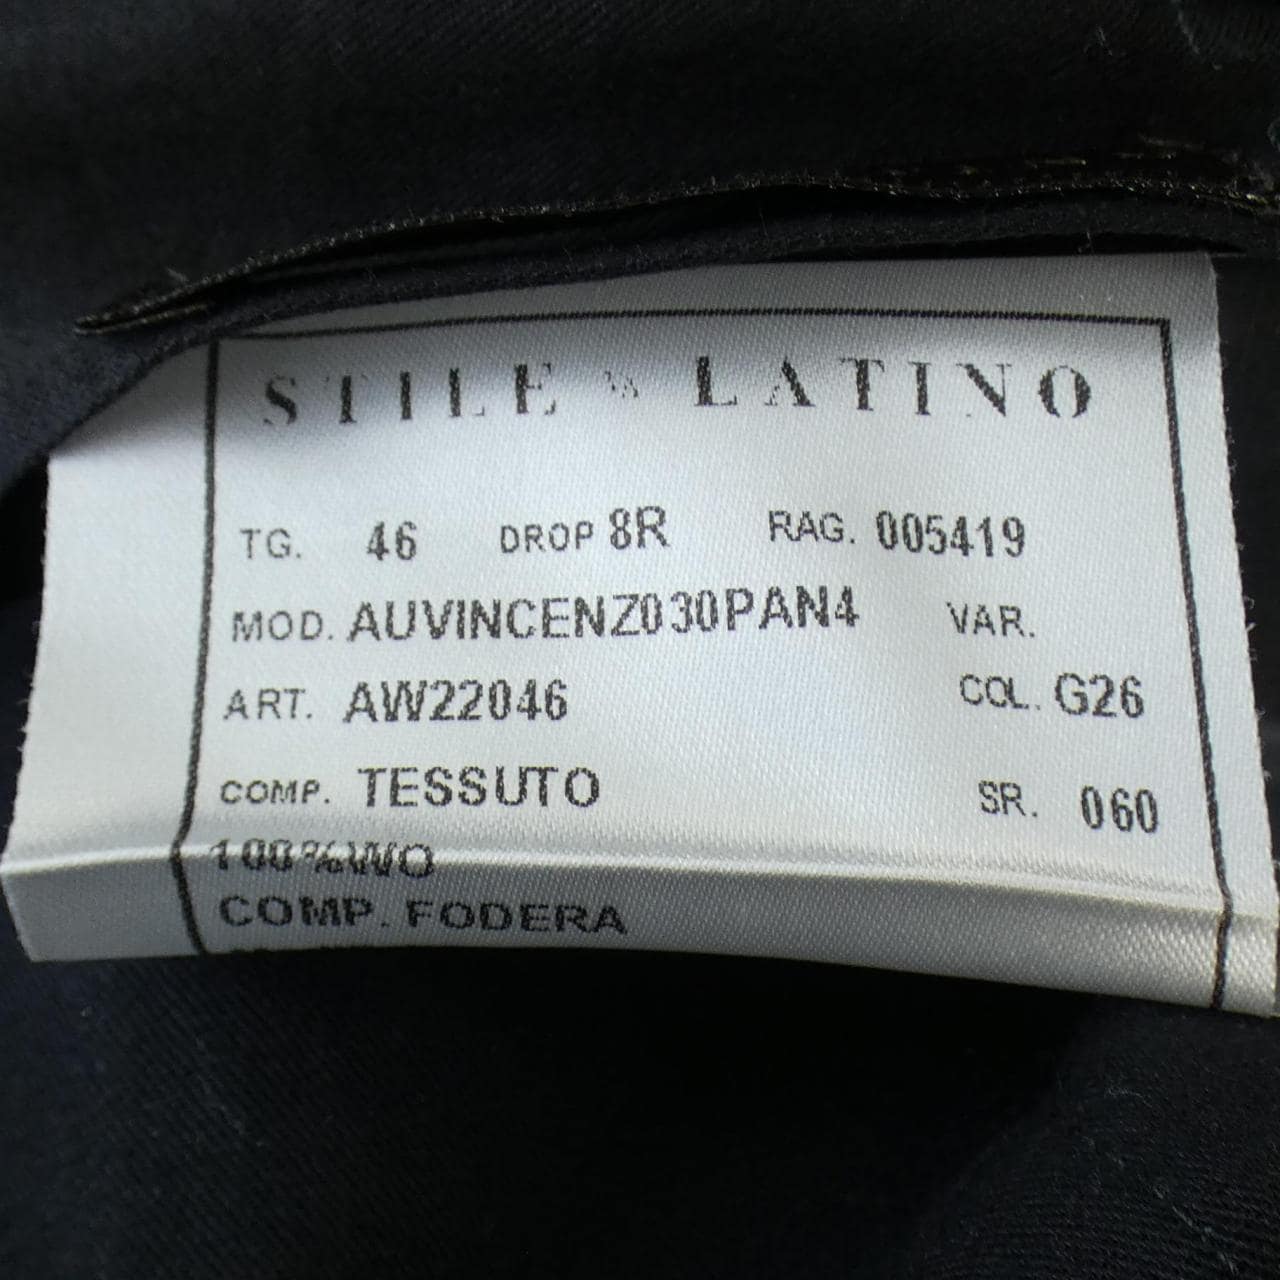 STILE LATINO
TG. 46 DROP 8R RAG. 005419
MOD. AUVINCENZ030PAN4 VAR.
ART. AW22046 COL. G26
COMP. TESSUTO SR. 060
100%WO
COMP. FODERA